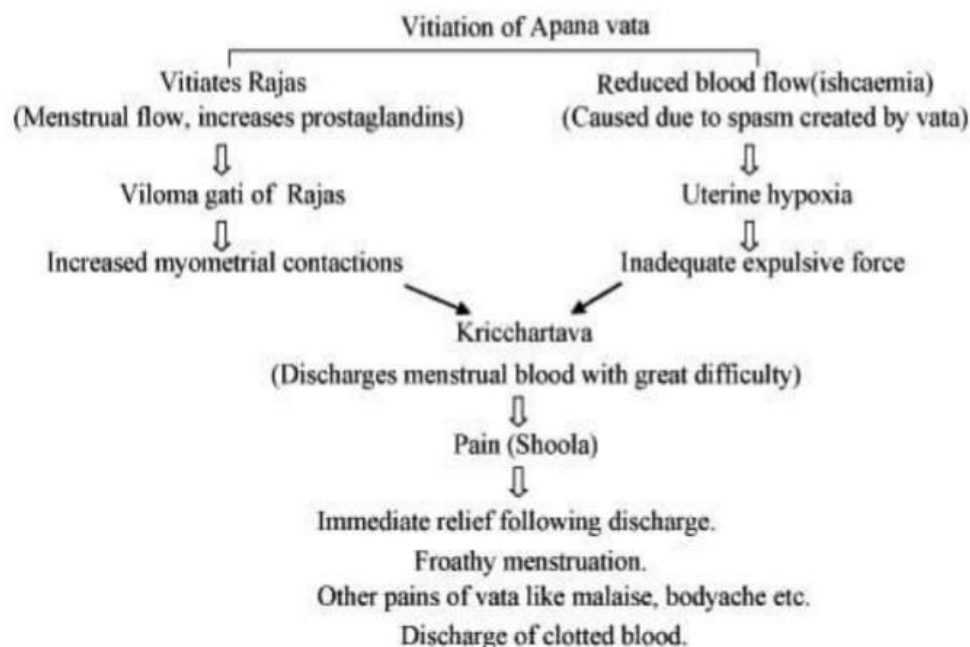 Vitiation of Apana vata
Vitiates Rajas
(Menstrual flow, increases prostaglandins)
Reduced blood flow(ishcaemia)
(Caused due to spasm created by vata)
Viloma gati of Rajas
Uterine hypoxia
Increased myometrial contactions
Inadequate expulsive force
Kricchartava
(Discharges menstrual blood with great difficulty)
Pain (Shoola)
Immediate relief following discharge.
Froathy menstruation.
Other pains of vata like malaise, bodyache etc.
Discharge of clotted blood.